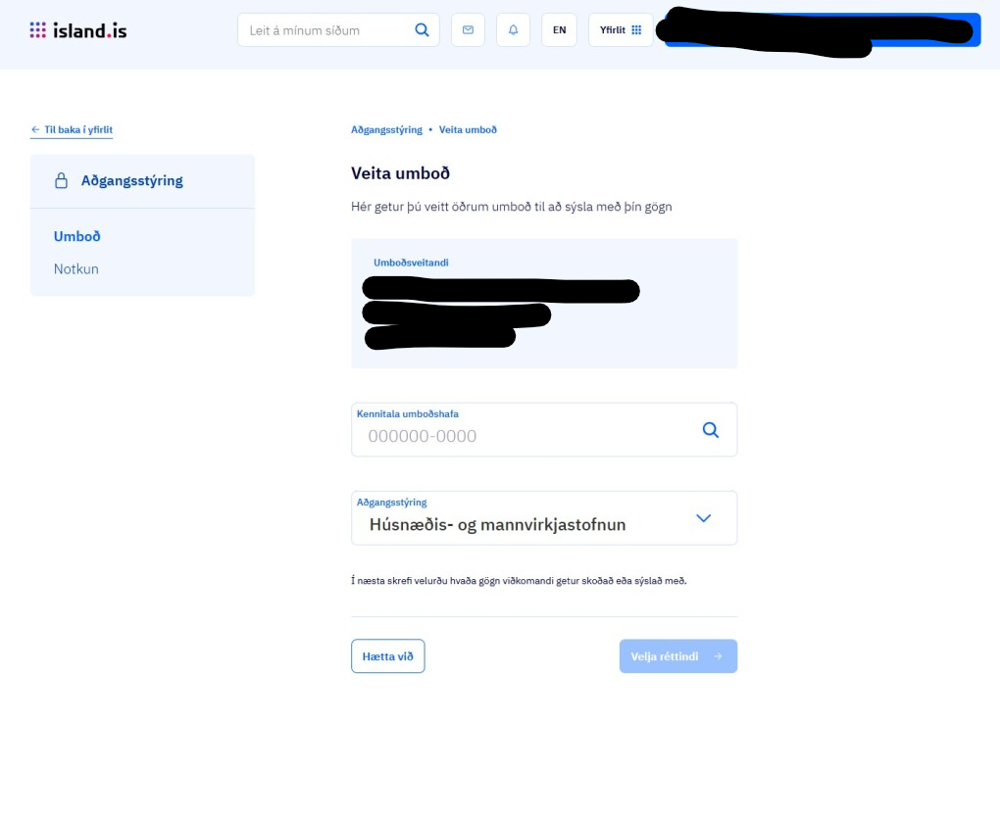 island.is
Leit á mínum síðum
EN
Yfirlit
Til baka í yfirlit
Aðgangsstýring • Veita umboð
Aðgangsstýring
Umboð
Notkun
Veita umboð
Hér getur þú veitt öðrum umboð til að sýsla með þín gögn
Umboðsveitandi
Kennitala umboðshafa
000000-0000
Aðgangsstýring
Húsnæðis- og mannvirkjastofnun
Í næsta skrefi velurðu hvaða gögn viðkomandi getur skoðað eða sýslað með.
Hætta við
Velja réttindi